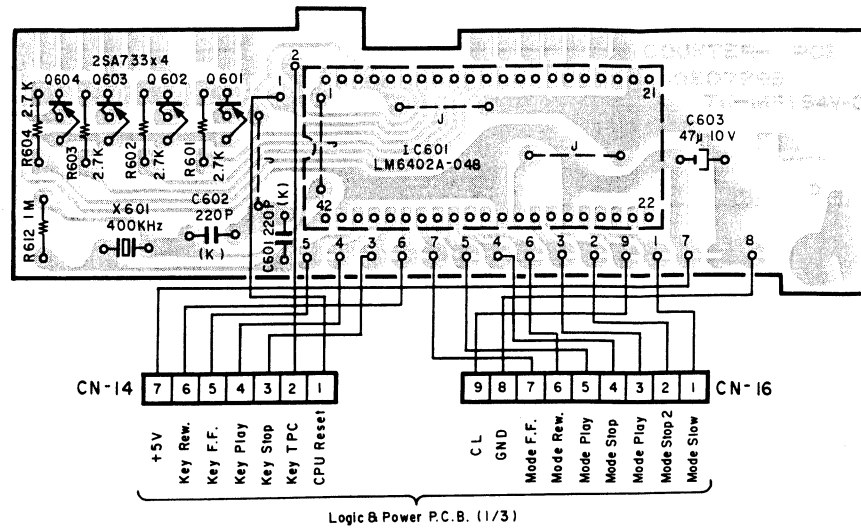 2SA733x4
Q604 Q603 Q602 Q601
R604 2.7K
R603 2.7K
R602 2.7K
R601 2.7K
R612 1M
X601
400KHz
C602
220P
(K)
C601 220P (K)
J
J
J
J
1 2
1 21
42 22
IC601
LM6402A-048
C603
47μ 10V
5 4 3 6 7 5 4 6 3 2 9 1 7 8
CN-14 7 6 5 4 3 2 1
9 8 7 6 5 4 3 2 1 CN-16
+5V
Key Rew.
Key F.F.
Key Play
Key Stop
Key TPC
CPU Reset
CL
GND
Mode F.F.
Mode Rew.
Mode Play
Mode Stop
Mode Play
Mode Stop2
Mode Slow
Logic & Power P.C.B. (1/3)